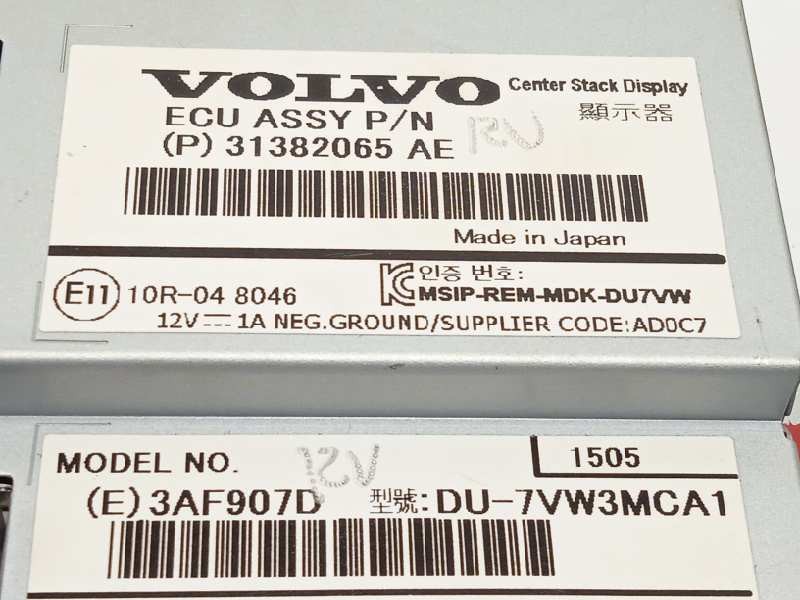 VOLVO Center Stack Display
ECU ASSY P/N 顯示器
(P) 31382065 AE
Made in Japan
E11 10R-04 8046 인증 번호:
MSIP-REM-MDK-DU7VW
12V⎓1A NEG.GROUND/SUPPLIER CODE:AD0C7
MODEL NO. 1505
(E) 3AF907D 型號: DU-7VW3MCA1